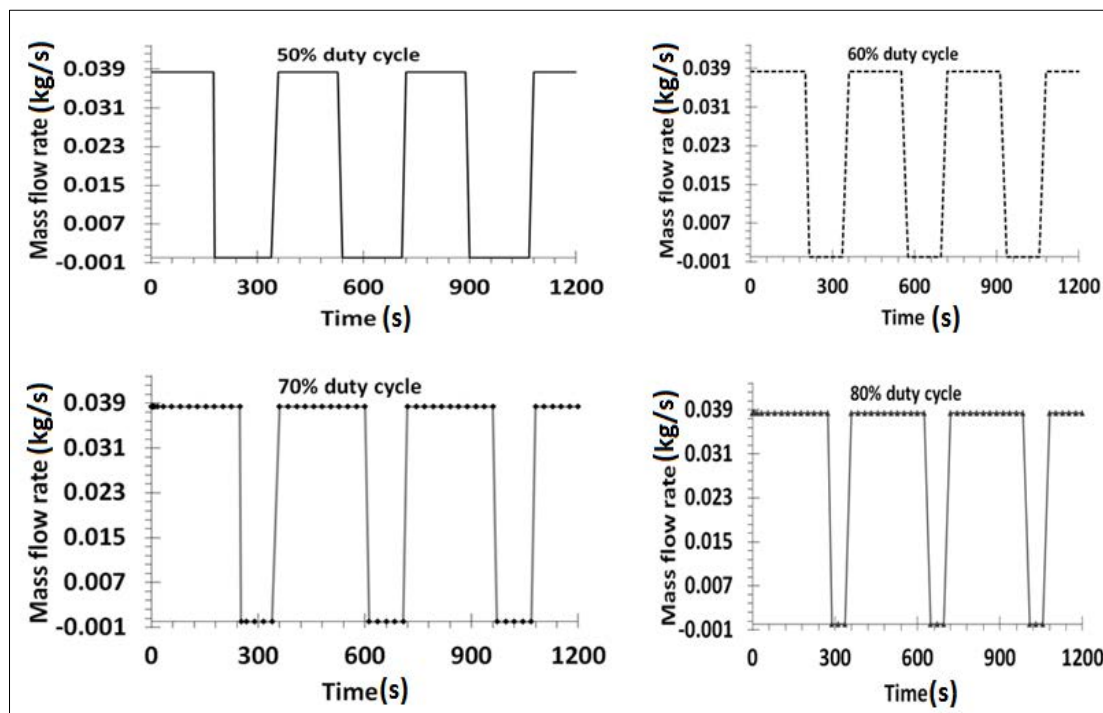 50% duty cycle
Mass flow rate (kg/s)
0.039
0.031
0.023
0.015
0.007
-0.001
0 300 600 900 1200
Time (s)
60% duty cycle
Mass flow rate (kg/s)
0.039
0.031
0.023
0.015
0.007
-0.001
0 300 600 900 1200
Time (s)
70% duty cycle
Mass flow rate (kg/s)
0.039
0.031
0.023
0.015
0.007
-0.001
0 300 600 900 1200
Time (s)
80% duty cycle
Mass flow rate (kg/s)
0.039
0.031
0.023
0.015
0.007
-0.001
0 300 600 900 1200
Time(s)